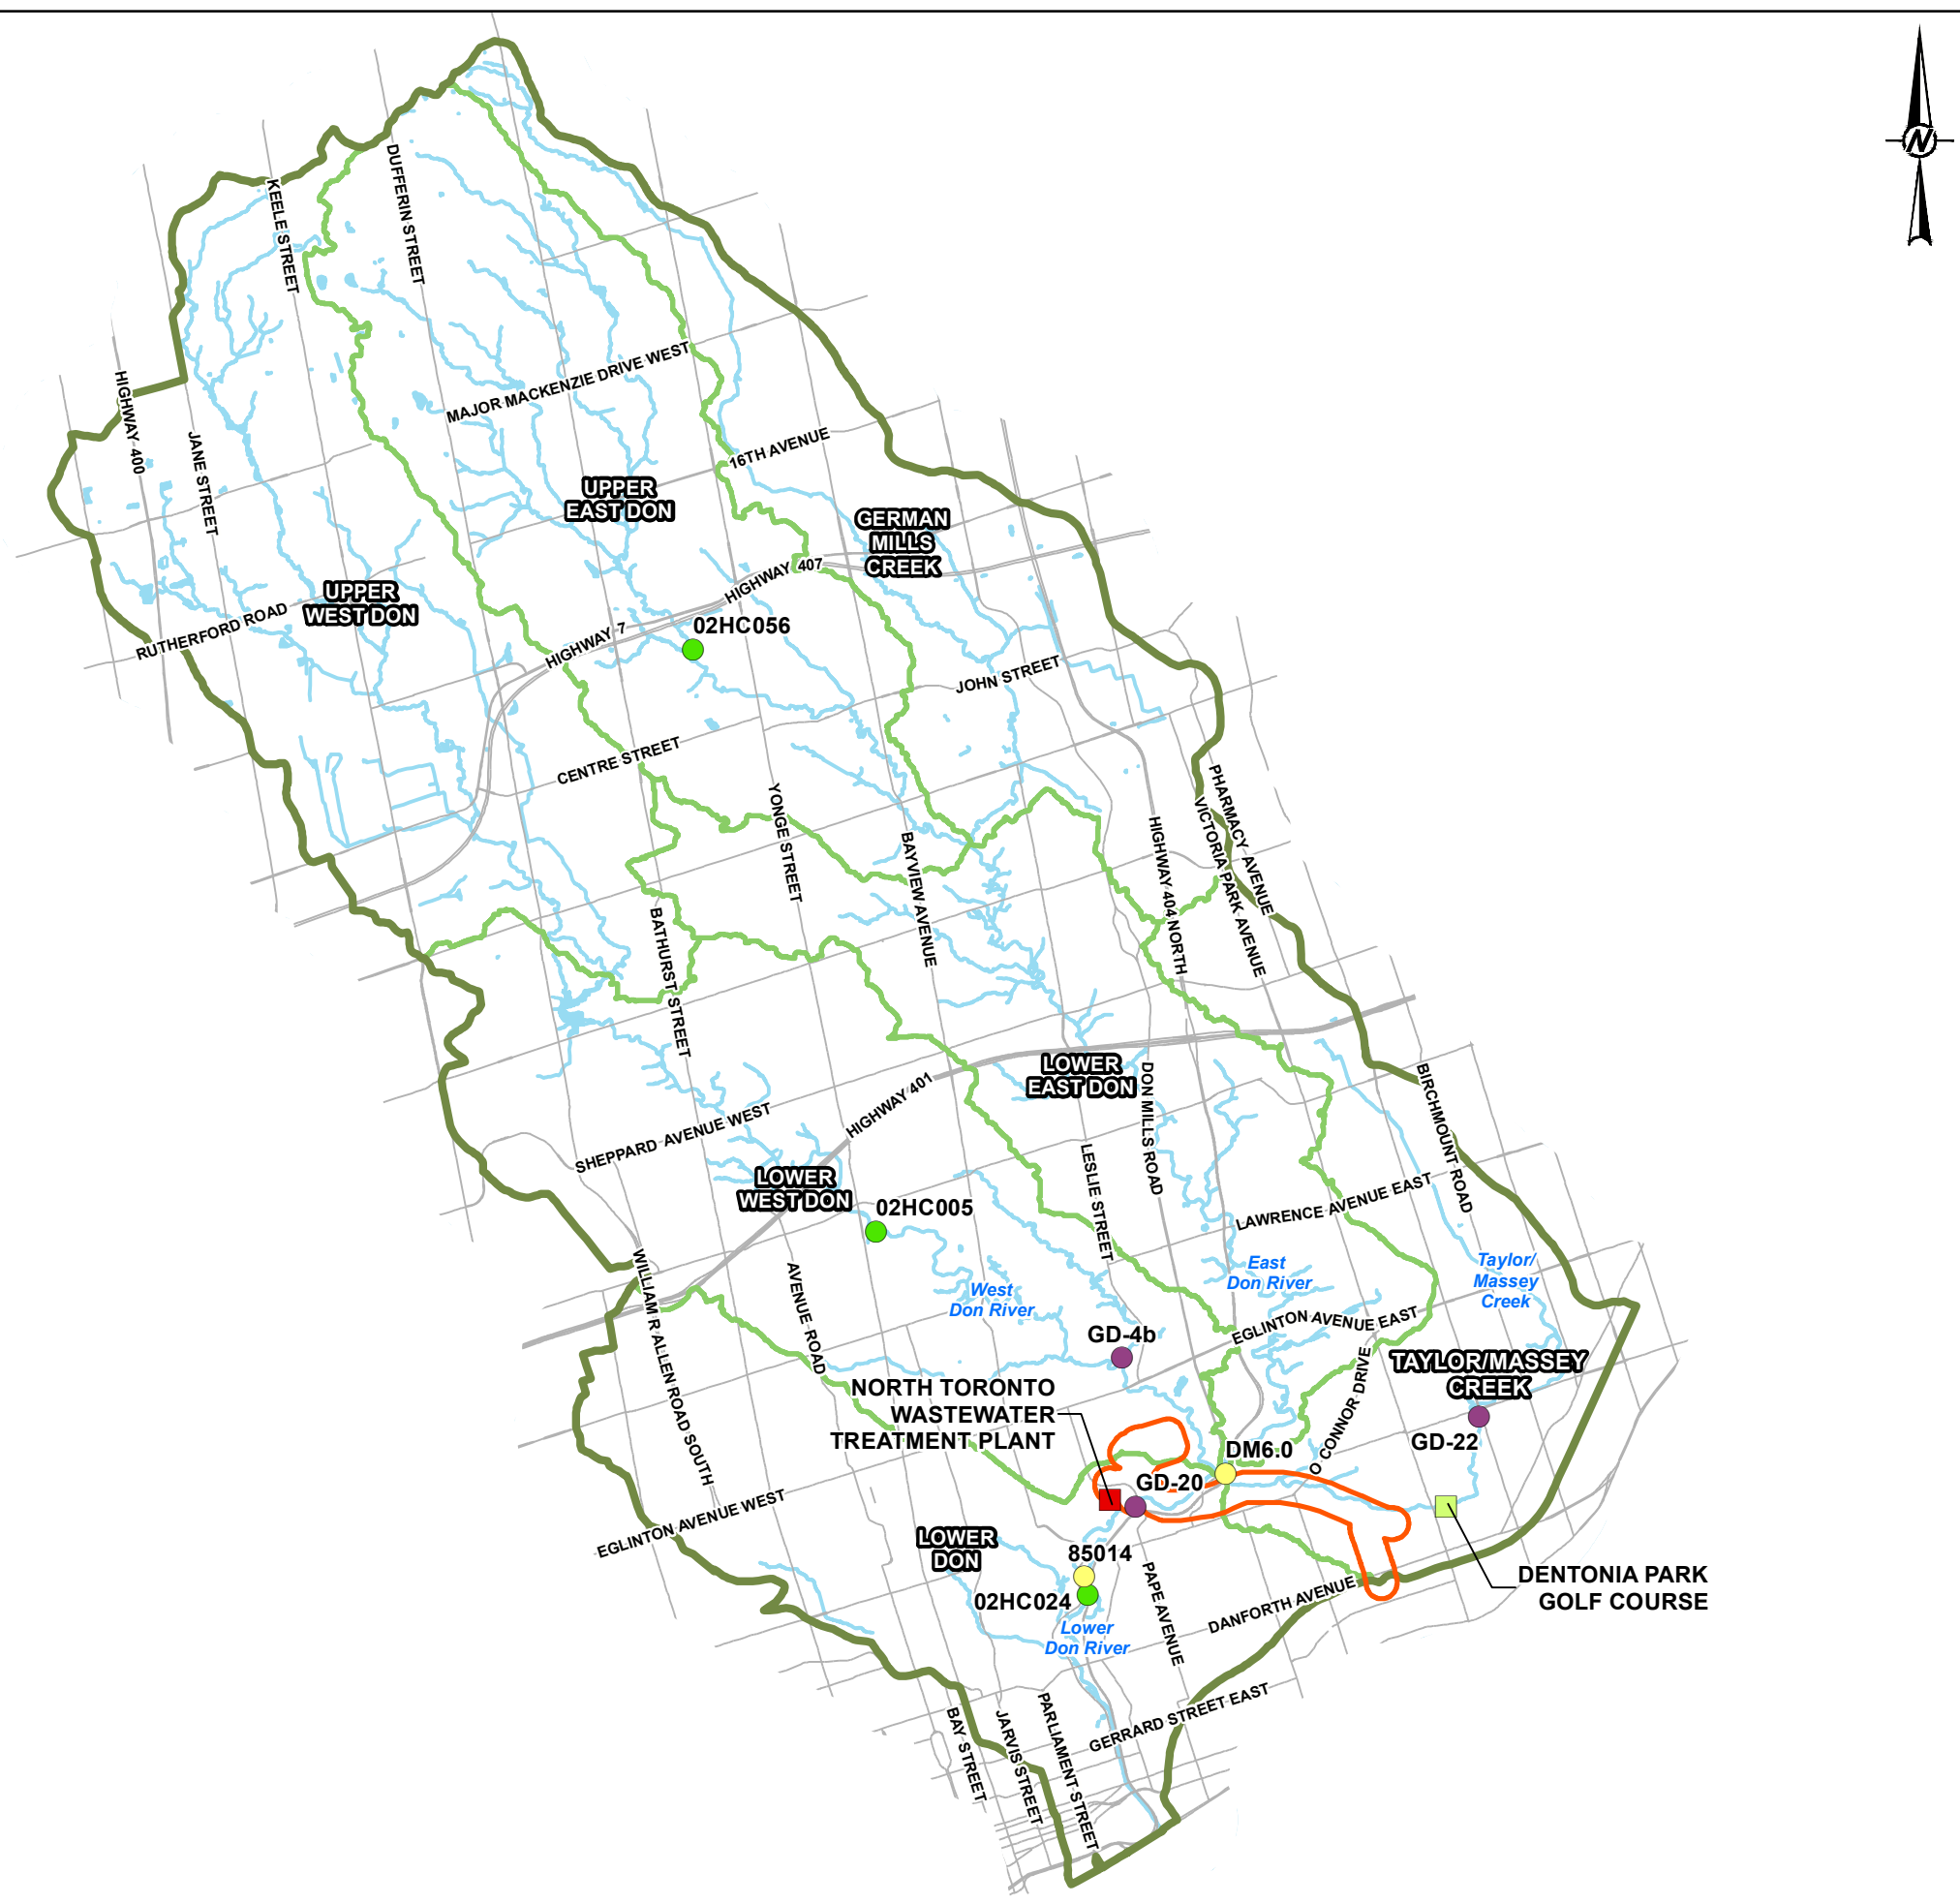 N
KEELE STREET
DUFFERIN STREET
HIGHWAY 400
JANE STREET
MAJOR MACKENZIE DRIVE WEST
16TH AVENUE
UPPER
EAST DON
GERMAN
MILLS
CREEK
UPPER
WEST DON
RUTHERFORD ROAD
HIGHWAY 407
HIGHWAY 7
02HC056
JOHN STREET
CENTRE STREET
YONGE STREET
BAYVIEW AVENUE
PHARMACY AVENUE
VICTORIA PARK AVENUE
HIGHWAY 404 NORTH
BATHURST STREET
LOWER
EAST DON
DON MILLS ROAD
BIRCHMOUNT ROAD
HIGHWAY 401
SHEPPARD AVENUE WEST
LOWER
WEST DON
02HC005
LESLIE STREET
LAWRENCE AVENUE EAST
WILLIAM R ALLEN ROAD SOUTH
AVENUE ROAD
West
Don River
East
Don River
Taylor/
Massey
Creek
GD-4b
EGLINTON AVENUE EAST
O CONNOR DRIVE
TAYLOR/MASSEY
CREEK
NORTH TORONTO
WASTEWATER
TREATMENT PLANT
GD-22
DM6.0
GD-20
EGLINTON AVENUE WEST
LOWER
DON
85014
02HC024
Lower
Don River
PAPE AVENUE
DANFORTH AVENUE
DENTONIA PARK
GOLF COURSE
GERRARD STREET EAST
BAY STREET
JARVIS STREET
PARLIAMENT STREET